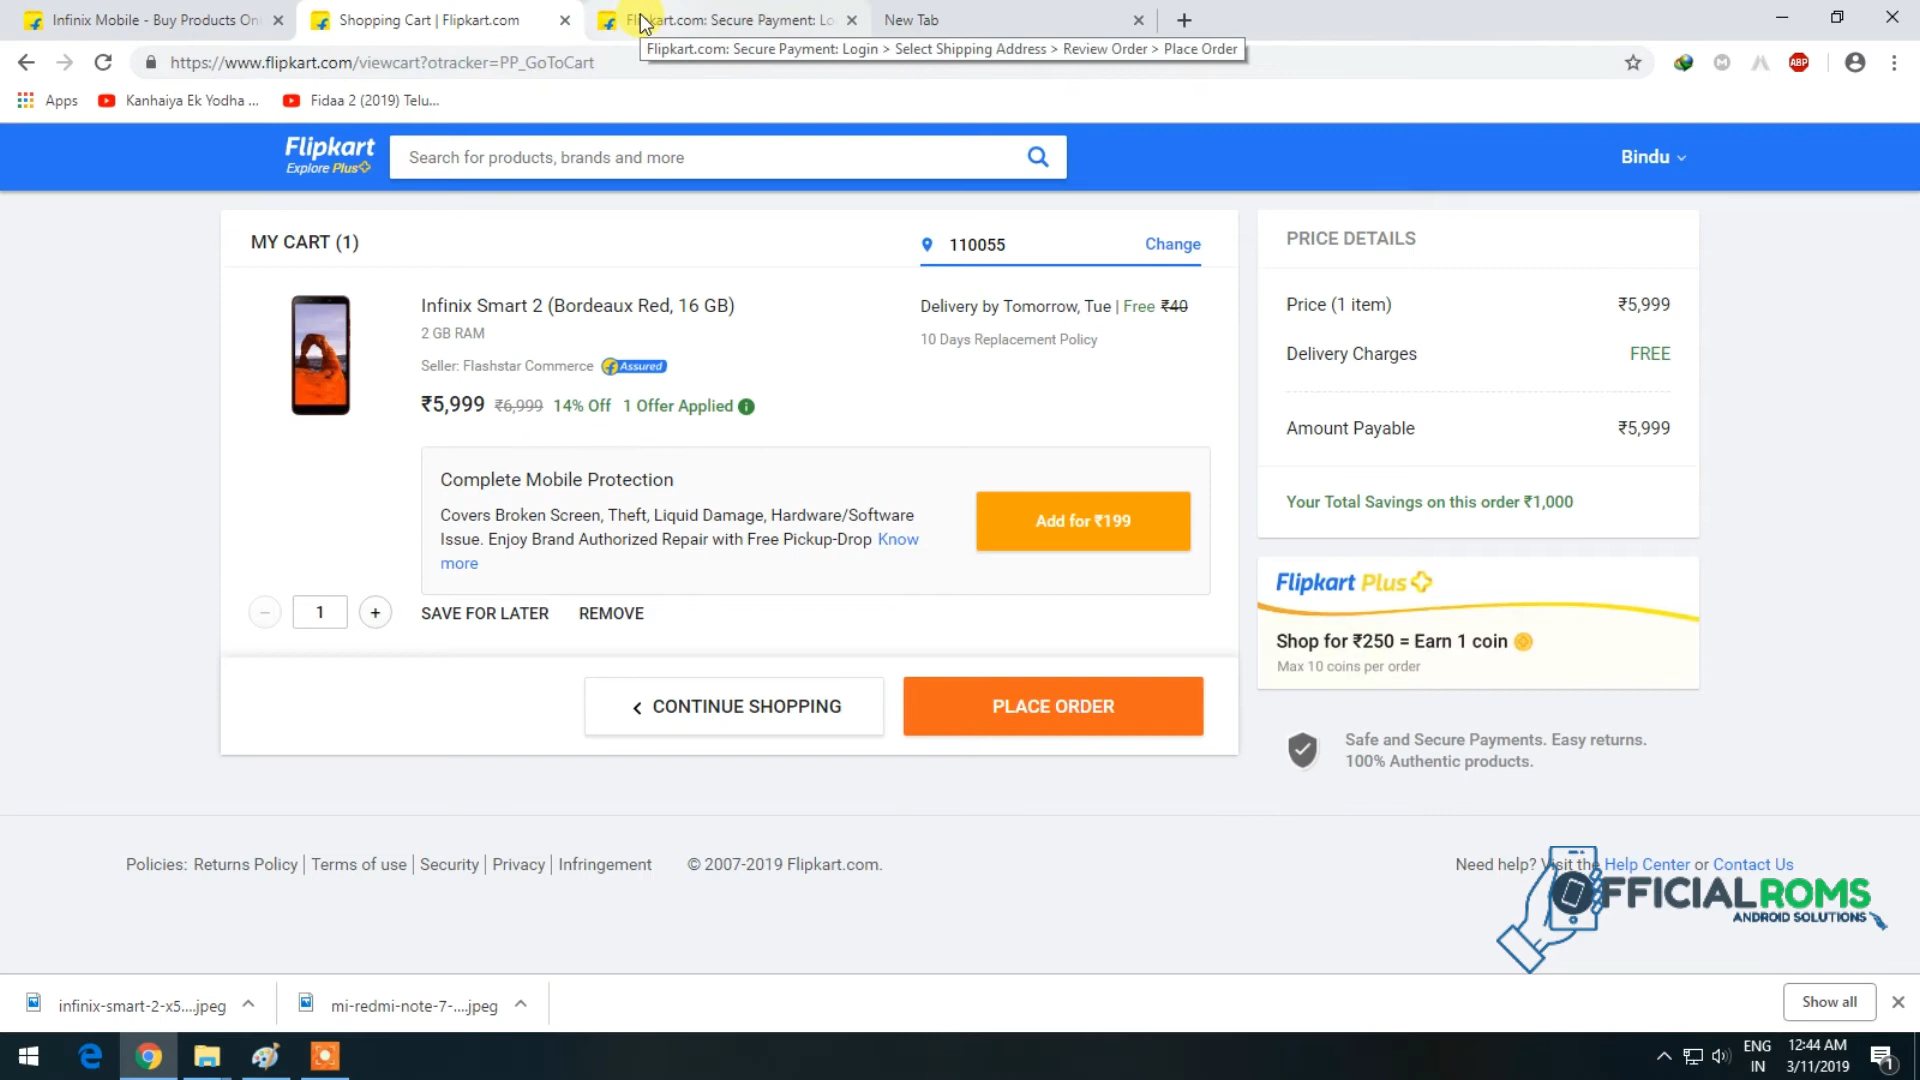 Infinix Mobile - Buy Products On
Shopping Cart | Flipkart.com
Flipkart.com: Secure Payment: Lo
New Tab
Flipkart.com: Secure Payment: Login > Select Shipping Address > Review Order > Place Order
https://www.flipkart.com/viewcart?otracker=PP_GoToCart
ABP
Apps
Kanhaiya Ek Yodha ...
Fidaa 2 (2019) Telu...
Flipkart
Explore Plus
Search for products, brands and more
Bindu
MY CART (1)
110055
Change
Infinix Smart 2 (Bordeaux Red, 16 GB)
2 GB RAM
Seller: Flashstar Commerce
Assured
₹5,999 ₹6,999 14% Off 1 Offer Applied
Delivery by Tomorrow, Tue | Free ₹40
10 Days Replacement Policy
Complete Mobile Protection
Covers Broken Screen, Theft, Liquid Damage, Hardware/Software
Issue. Enjoy Brand Authorized Repair with Free Pickup-Drop Know
more
Add for ₹199
1
SAVE FOR LATER
REMOVE
CONTINUE SHOPPING
PLACE ORDER
PRICE DETAILS
Price (1 item) ₹5,999
Delivery Charges FREE
Amount Payable ₹5,999
Your Total Savings on this order ₹1,000
Flipkart Plus
Shop for ₹250 = Earn 1 coin
Max 10 coins per order
Safe and Secure Payments. Easy returns.
100% Authentic products.
Policies: Returns Policy | Terms of use | Security | Privacy | Infringement
© 2007-2019 Flipkart.com.
Need help? Visit the Help Center or Contact Us
OFFICIALROMS
ANDROID SOLUTIONS
infinix-smart-2-x5....jpeg
mi-redmi-note-7-....jpeg
Show all
ENG
IN
12:44 AM
3/11/2019
1